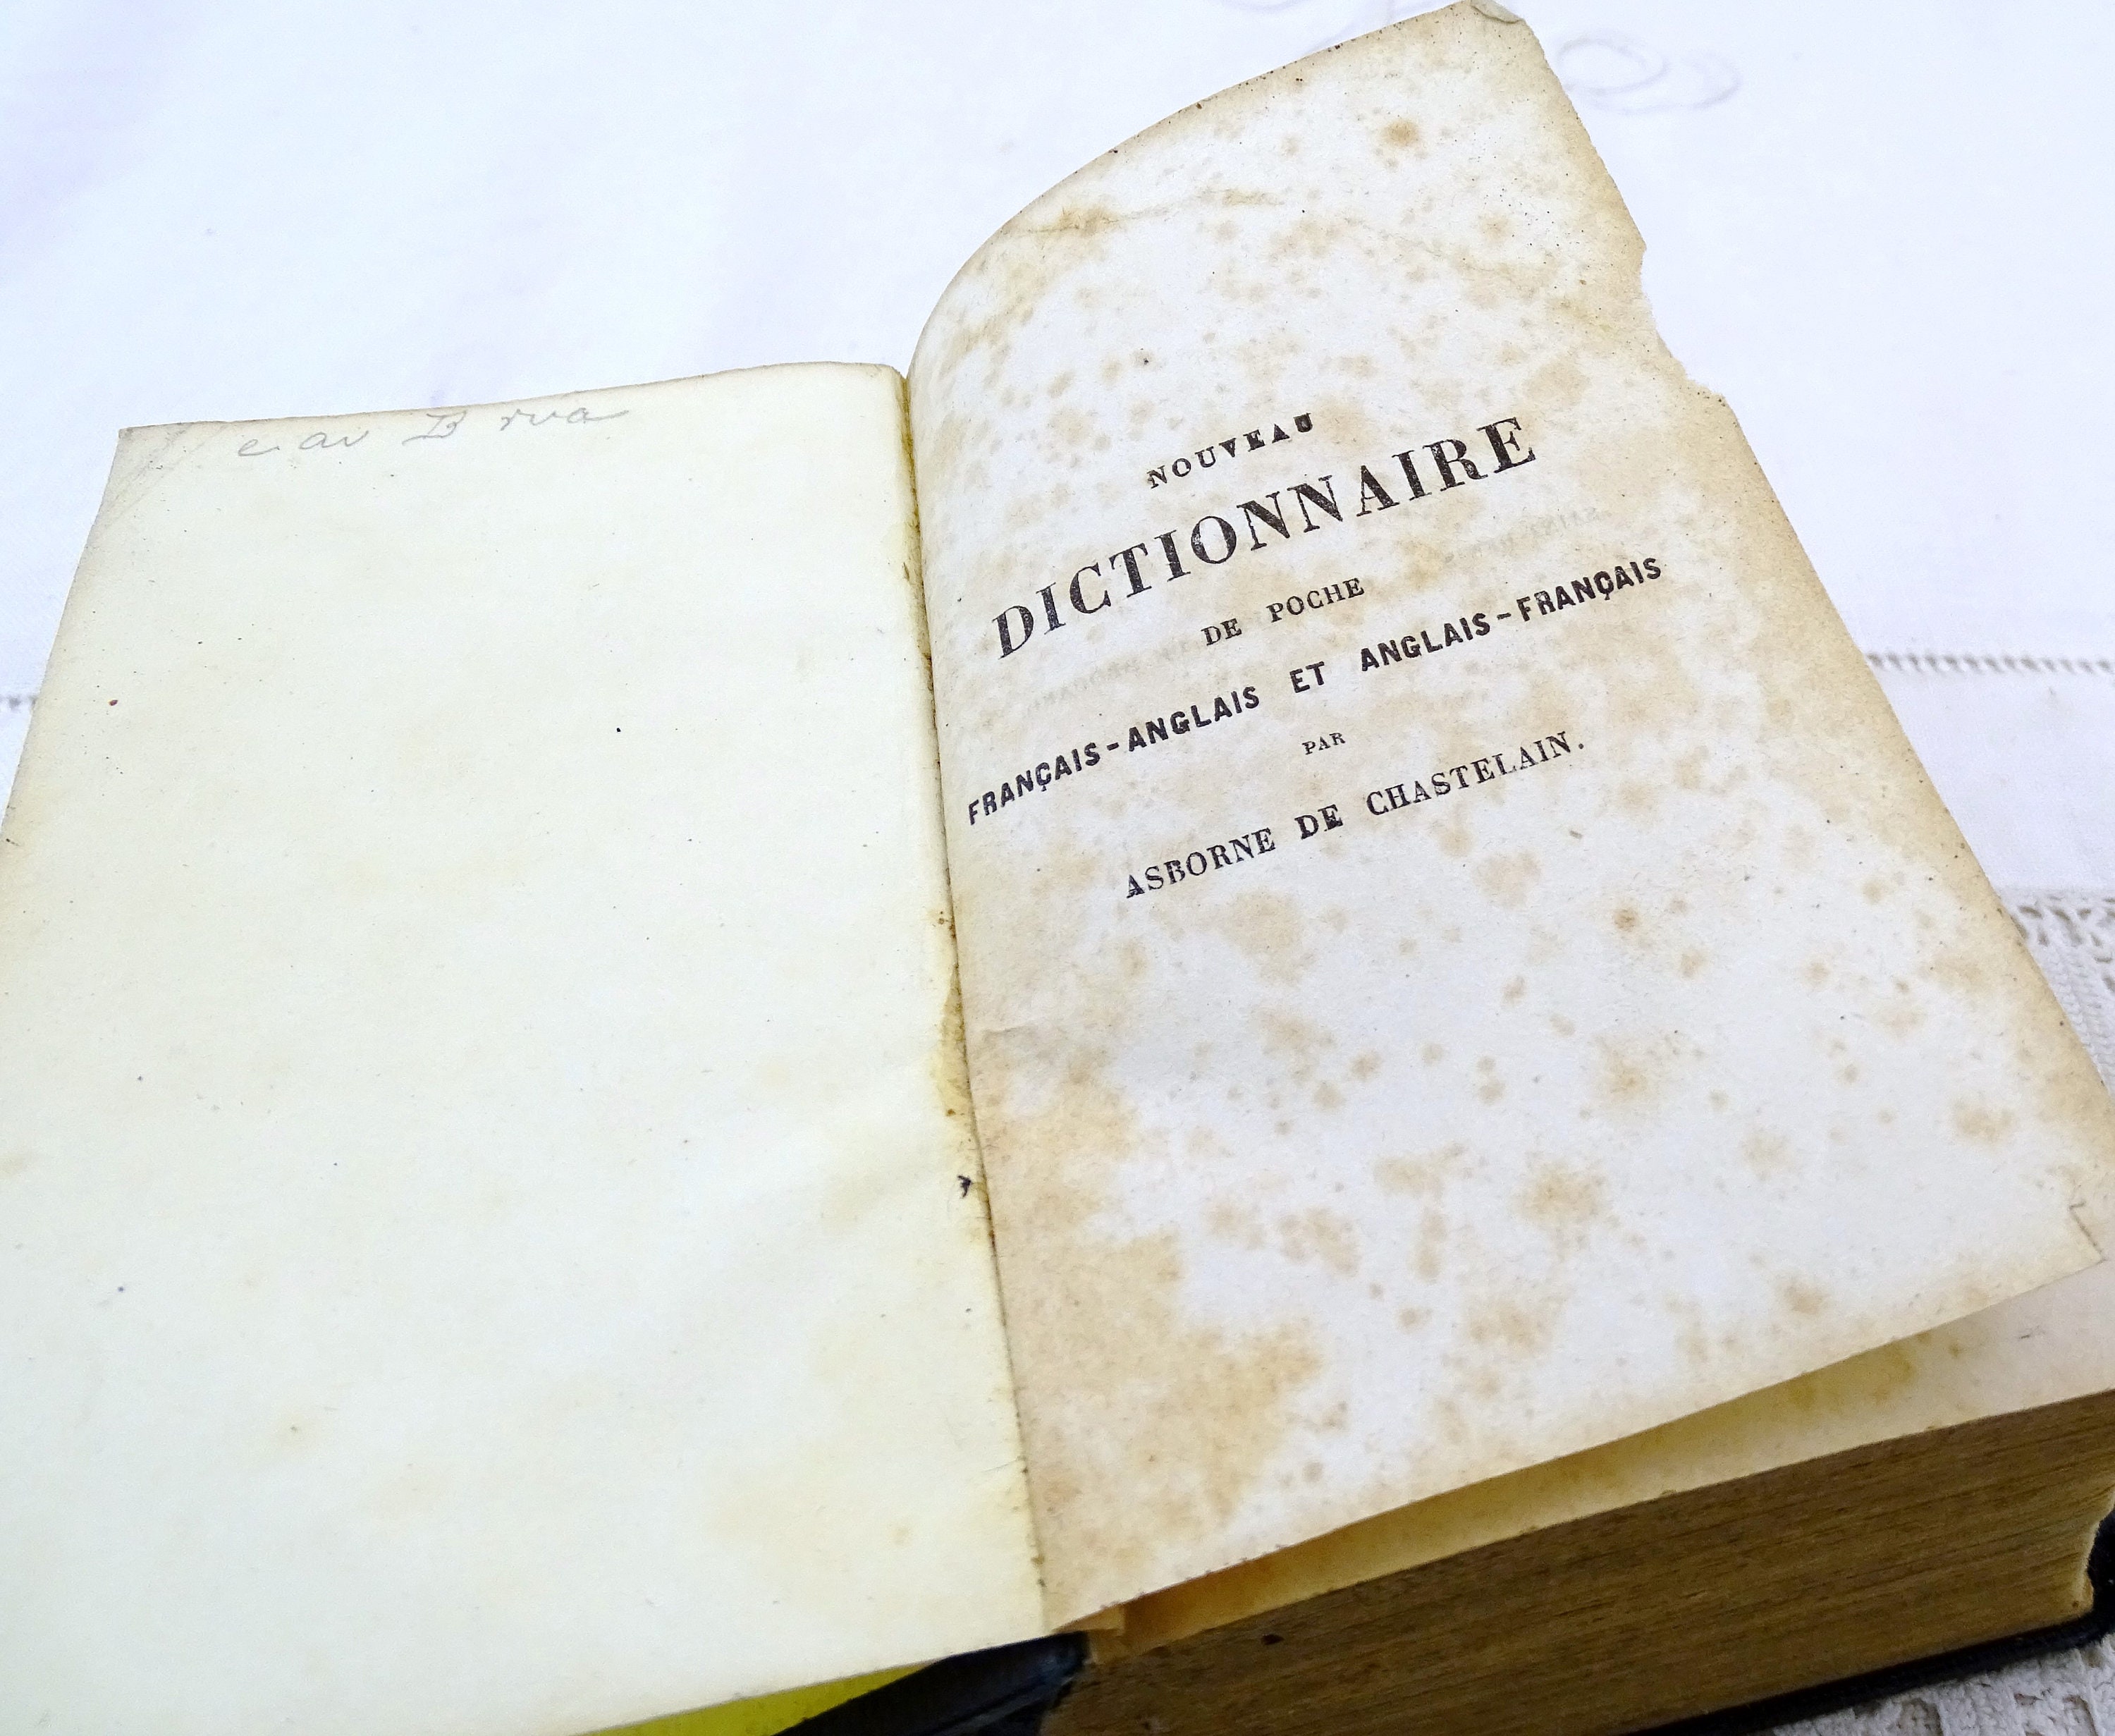 NOUVEAU
DICTIONNAIRE
DE POCHE
FRANÇAIS-ANGLAIS ET ANGLAIS-FRANÇAIS
PAR
ASBORNE DE CHASTELAIN.